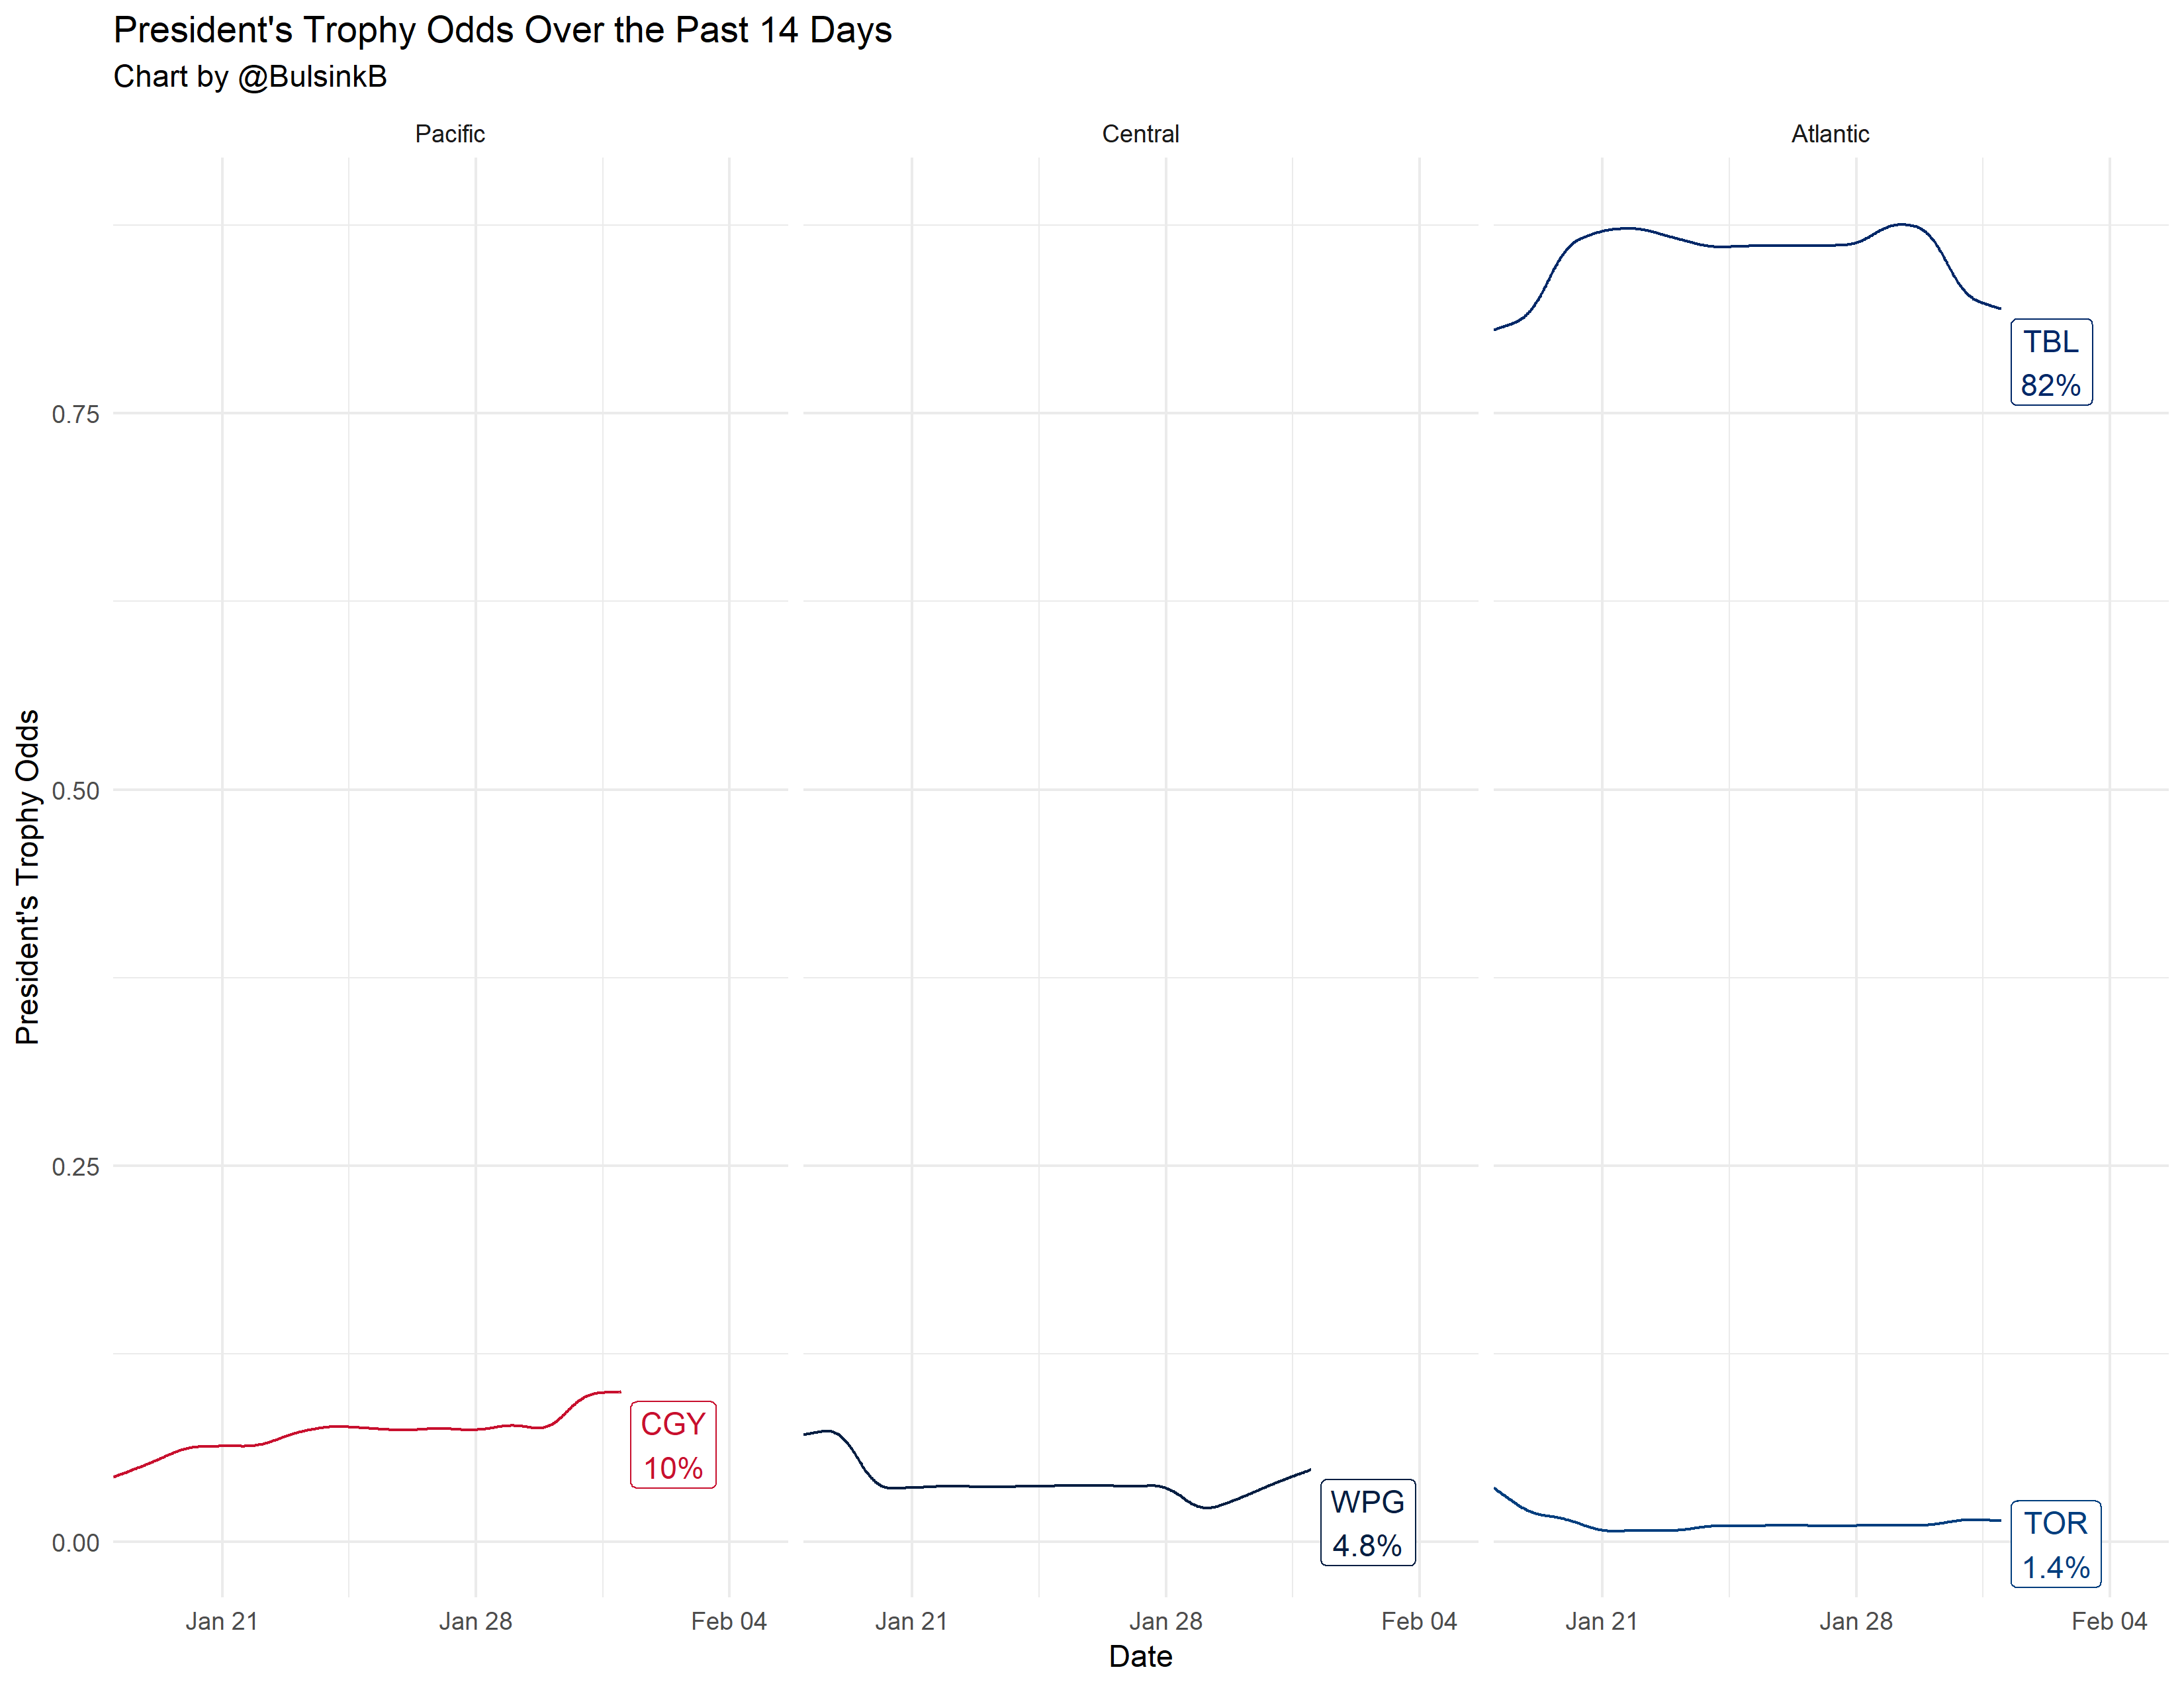 President's Trophy Odds Over the Past 14 Days
Chart by @BulsinkB
Pacific
Central
Atlantic
President's Trophy Odds
0.75
0.50
0.25
0.00
TBL
82%
CGY
10%
WPG
4.8%
TOR
1.4%
Jan 21
Jan 28
Feb 04
Jan 21
Jan 28
Feb 04
Jan 21
Jan 28
Feb 04
Date